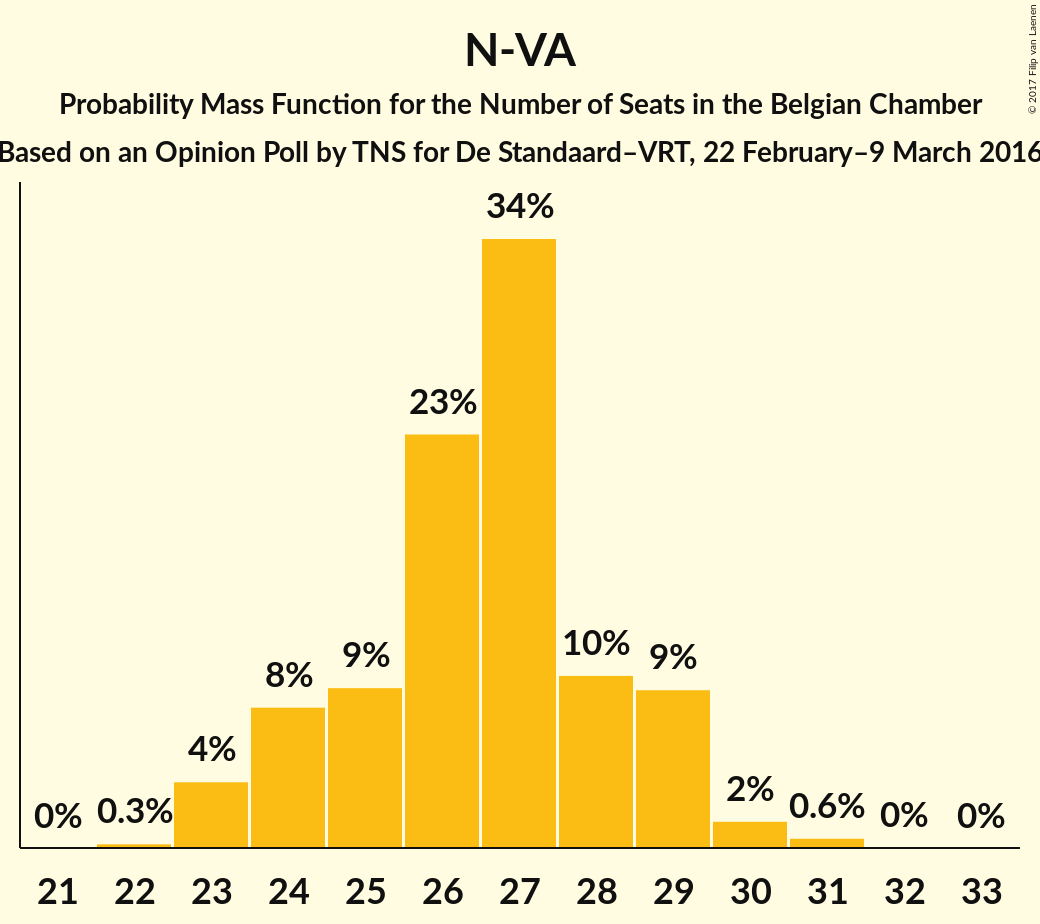 N-VA
Probability Mass Function for the Number of Seats in the Belgian Chamber
Based on an Opinion Poll by TNS for De Standaard–VRT, 22 February–9 March 2016
© 2017 Filip van Laenen
34%
23%
10%
9%
9%
8%
4%
2%
0.6%
0.3%
0%
0%
0%
21 22 23 24 25 26 27 28 29 30 31 32 33